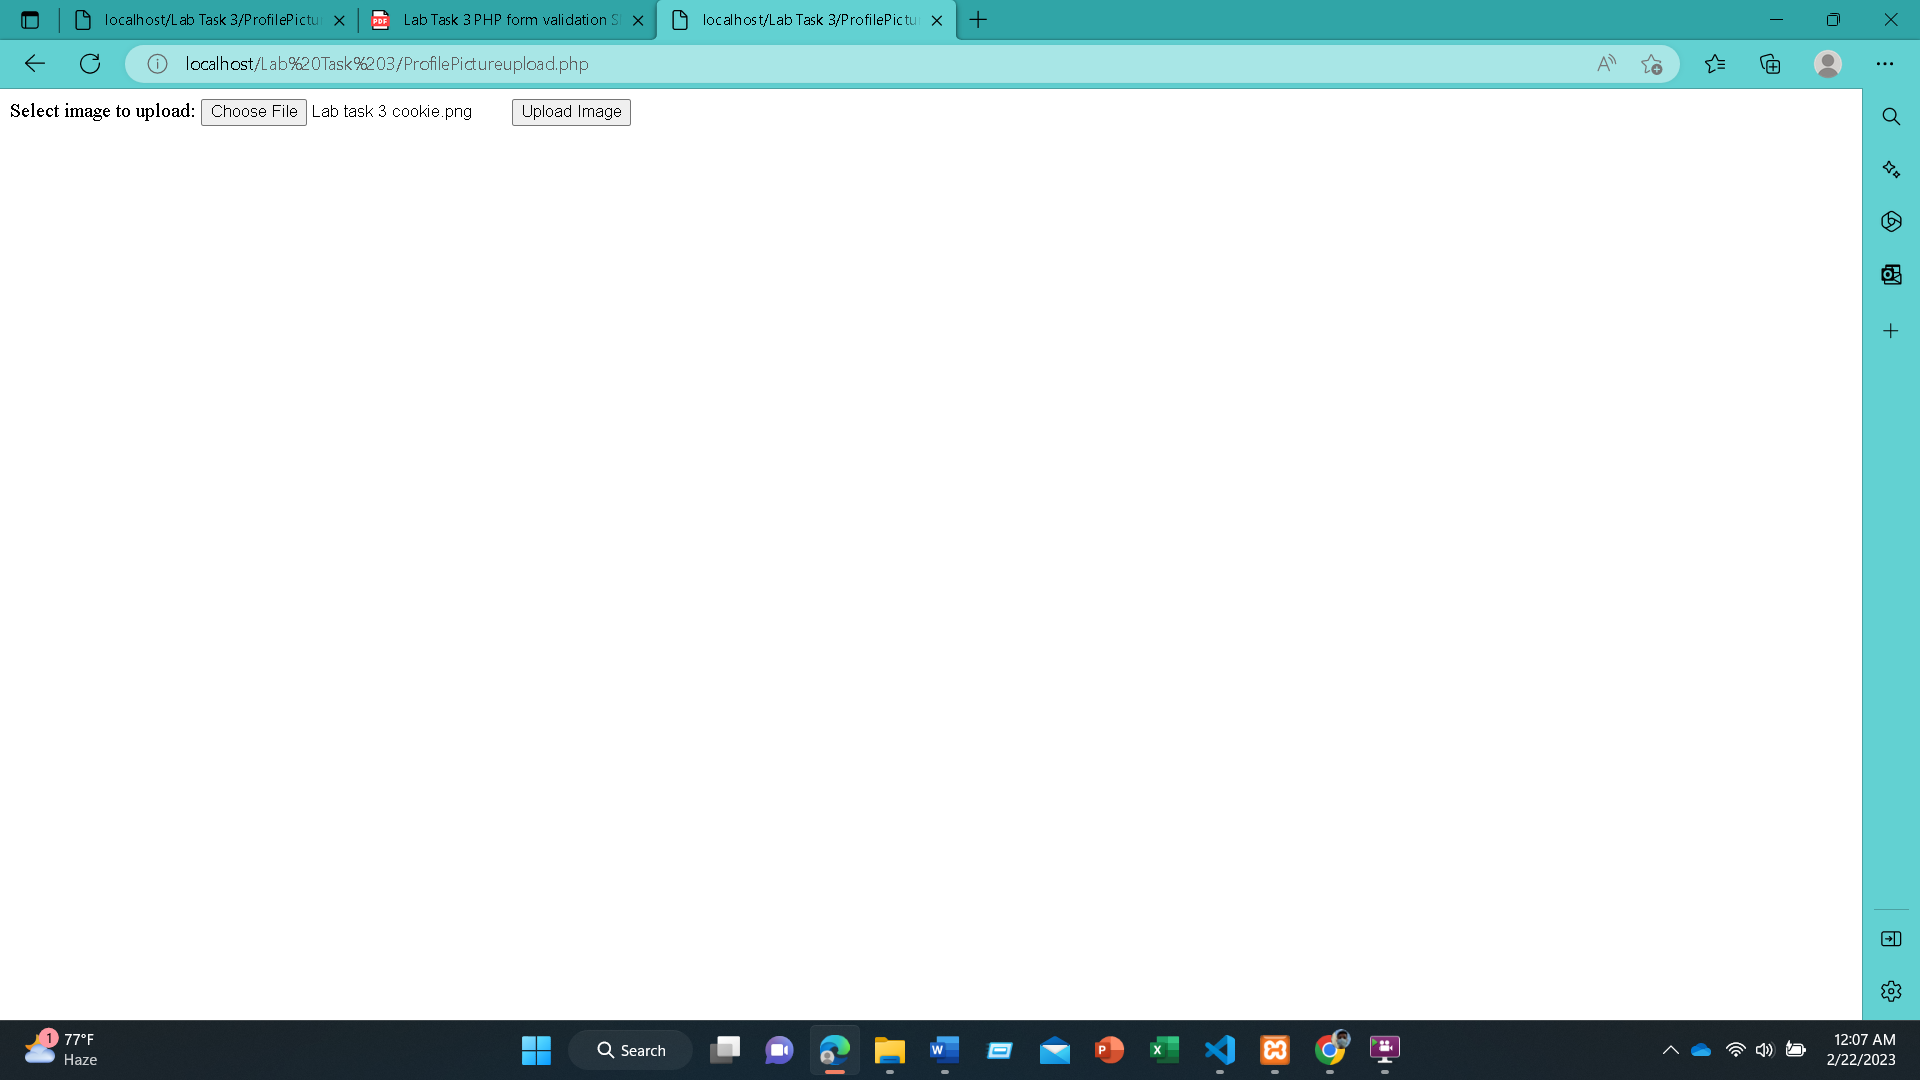 localhost/Lab Task 3/ProfilePictu
Lab Task 3 PHP form validation S
localhost/Lab Task 3/ProfilePictu
localhost/Lab%20Task%203/ProfilePictureupload.php
Select image to upload: Choose File Lab task 3 cookie.png Upload Image
1
77°F
Haze
Search
12:07 AM
2/22/2023